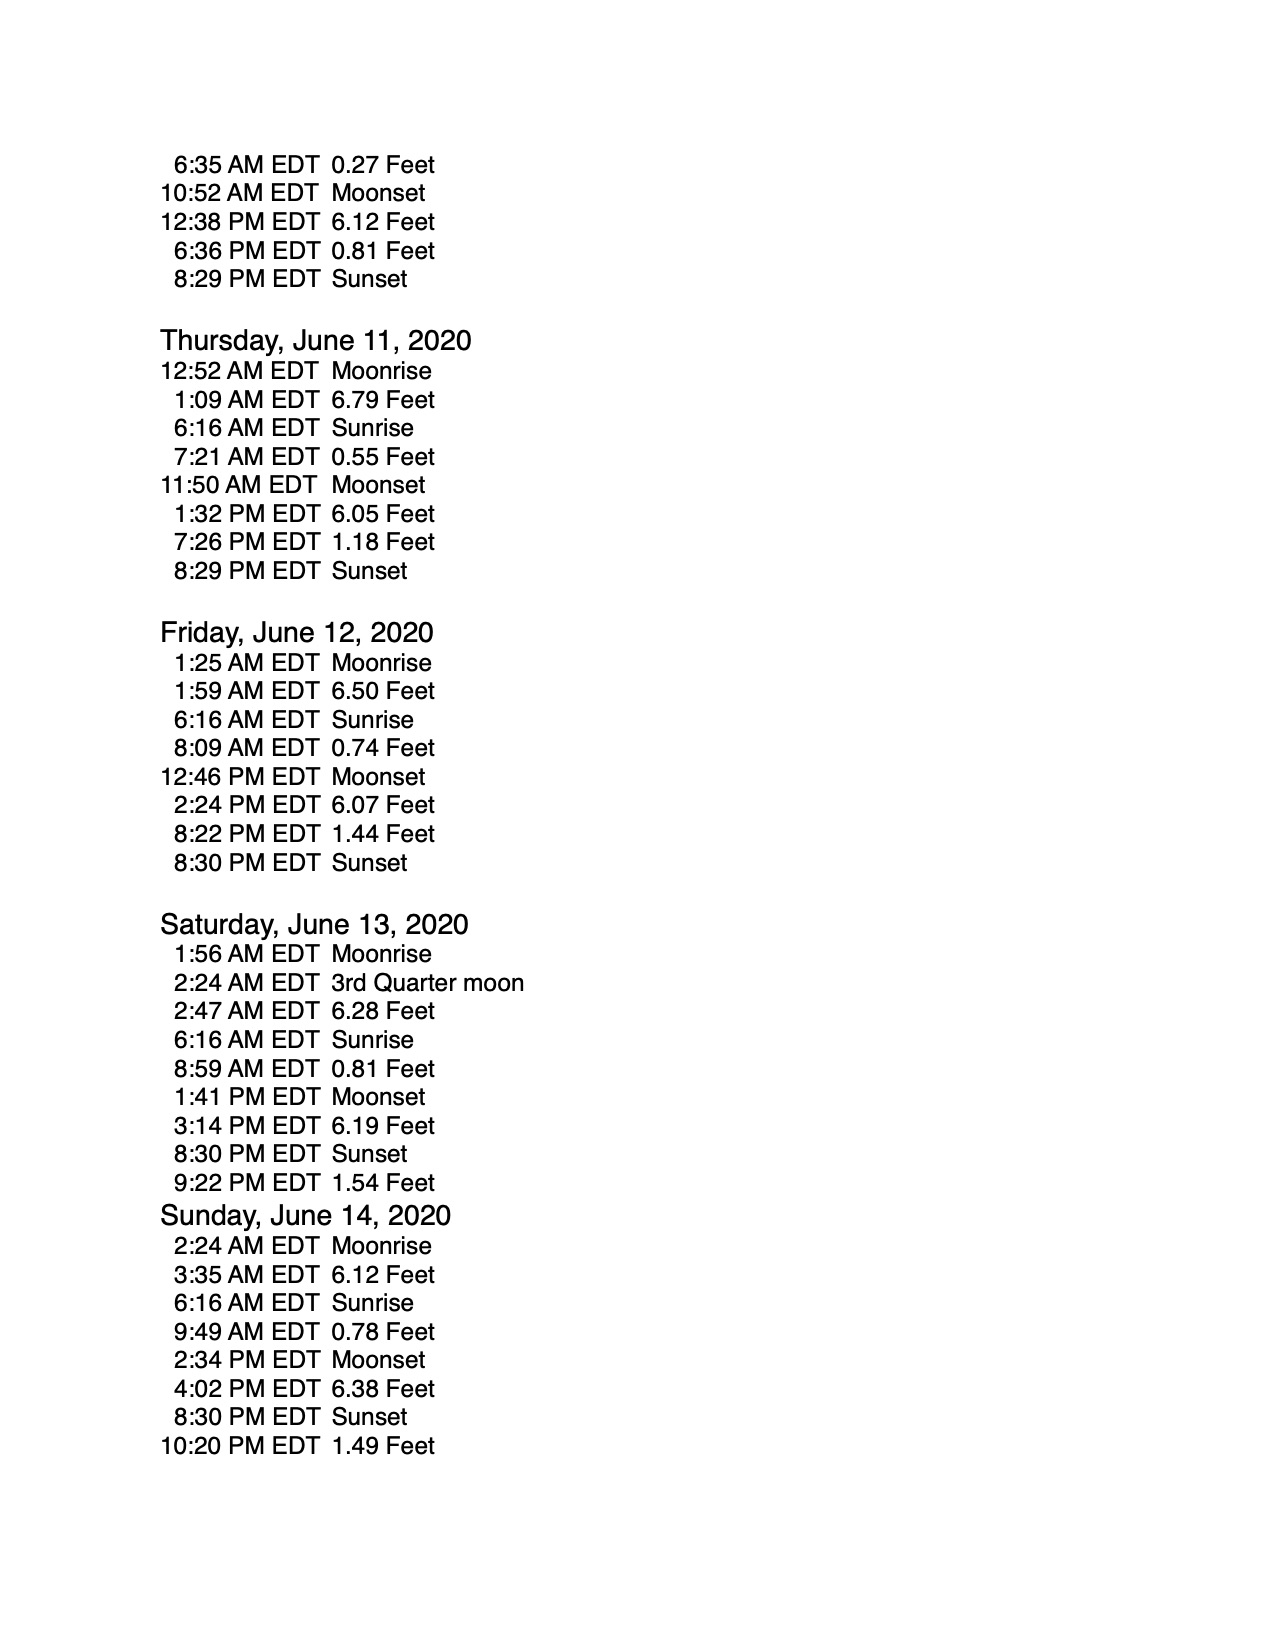 6:35 AM EDT 0.27 Feet
10:52 AM EDT Moonset
12:38 PM EDT 6.12 Feet
6:36 PM EDT 0.81 Feet
8:29 PM EDT Sunset
Thursday, June 11, 2020
12:52 AM EDT Moonrise
1:09 AM EDT 6.79 Feet
6:16 AM EDT Sunrise
7:21 AM EDT 0.55 Feet
11:50 AM EDT Moonset
1:32 PM EDT 6.05 Feet
7:26 PM EDT 1.18 Feet
8:29 PM EDT Sunset
Friday, June 12, 2020
1:25 AM EDT Moonrise
1:59 AM EDT 6.50 Feet
6:16 AM EDT Sunrise
8:09 AM EDT 0.74 Feet
12:46 PM EDT Moonset
2:24 PM EDT 6.07 Feet
8:22 PM EDT 1.44 Feet
8:30 PM EDT Sunset
Saturday, June 13, 2020
1:56 AM EDT Moonrise
2:24 AM EDT 3rd Quarter moon
2:47 AM EDT 6.28 Feet
6:16 AM EDT Sunrise
8:59 AM EDT 0.81 Feet
1:41 PM EDT Moonset
3:14 PM EDT 6.19 Feet
8:30 PM EDT Sunset
9:22 PM EDT 1.54 Feet
Sunday, June 14, 2020
2:24 AM EDT Moonrise
3:35 AM EDT 6.12 Feet
6:16 AM EDT Sunrise
9:49 AM EDT 0.78 Feet
2:34 PM EDT Moonset
4:02 PM EDT 6.38 Feet
8:30 PM EDT Sunset
10:20 PM EDT 1.49 Feet